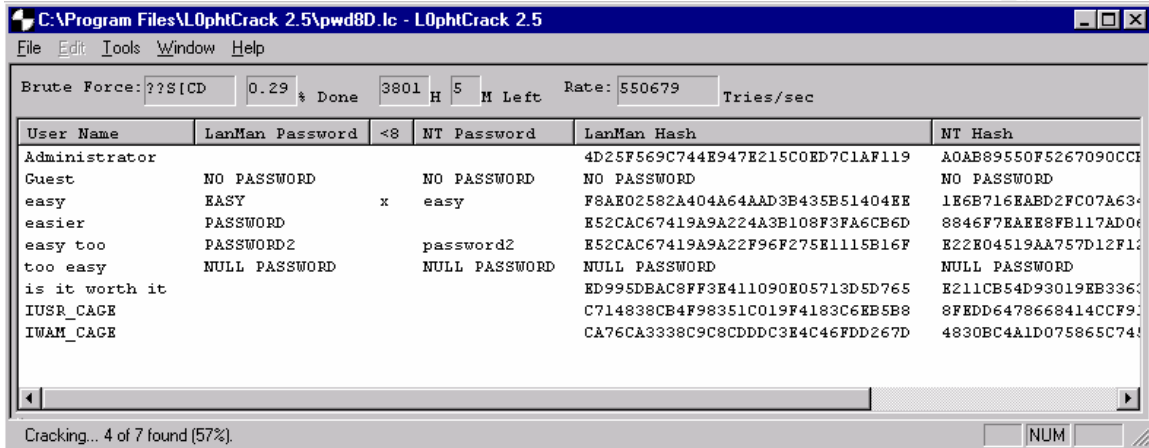 C:\Program Files\L0phtCrack 2.5\pwd8D.lc - L0phtCrack 2.5
File Edit Tools Window Help
Brute Force: ??S[CD 0.29 % Done 3801 H 5 M Left Rate: 550679 Tries/sec
User Name LanMan Password <8 NT Password LanMan Hash NT Hash
Administrator 4D25F569C744E947E215C0ED7C1AF119 A0AB89550F5267090CCE
Guest NO PASSWORD NO PASSWORD NO PASSWORD NO PASSWORD
easy EASY x easy F8AE02582A404A64AAD3B435B51404EE 1E6B716EABD2FC07A634
easier PASSWORD E52CAC67419A9A224A3B108F3FA6CB6D 8846F7EAEE8FB117AD06
easy too PASSWORD2 password2 E52CAC67419A9A22F96F275E1115B16F E22E04519AA757D12F12
too easy NULL PASSWORD NULL PASSWORD NULL PASSWORD NULL PASSWORD
is it worth it ED995DBAC8FF3E411090E05713D5D765 E211CB54D93019EB3363
IUSR_CAGE C714838CB4F98351C019F4183C6EB5B8 8FEDD6478668414CCF91
IWAM_CAGE CA76CA3338C9C8CDDDC3E4C46FDD267D 4830BC4A1D075865C745
Cracking... 4 of 7 found (57%). NUM